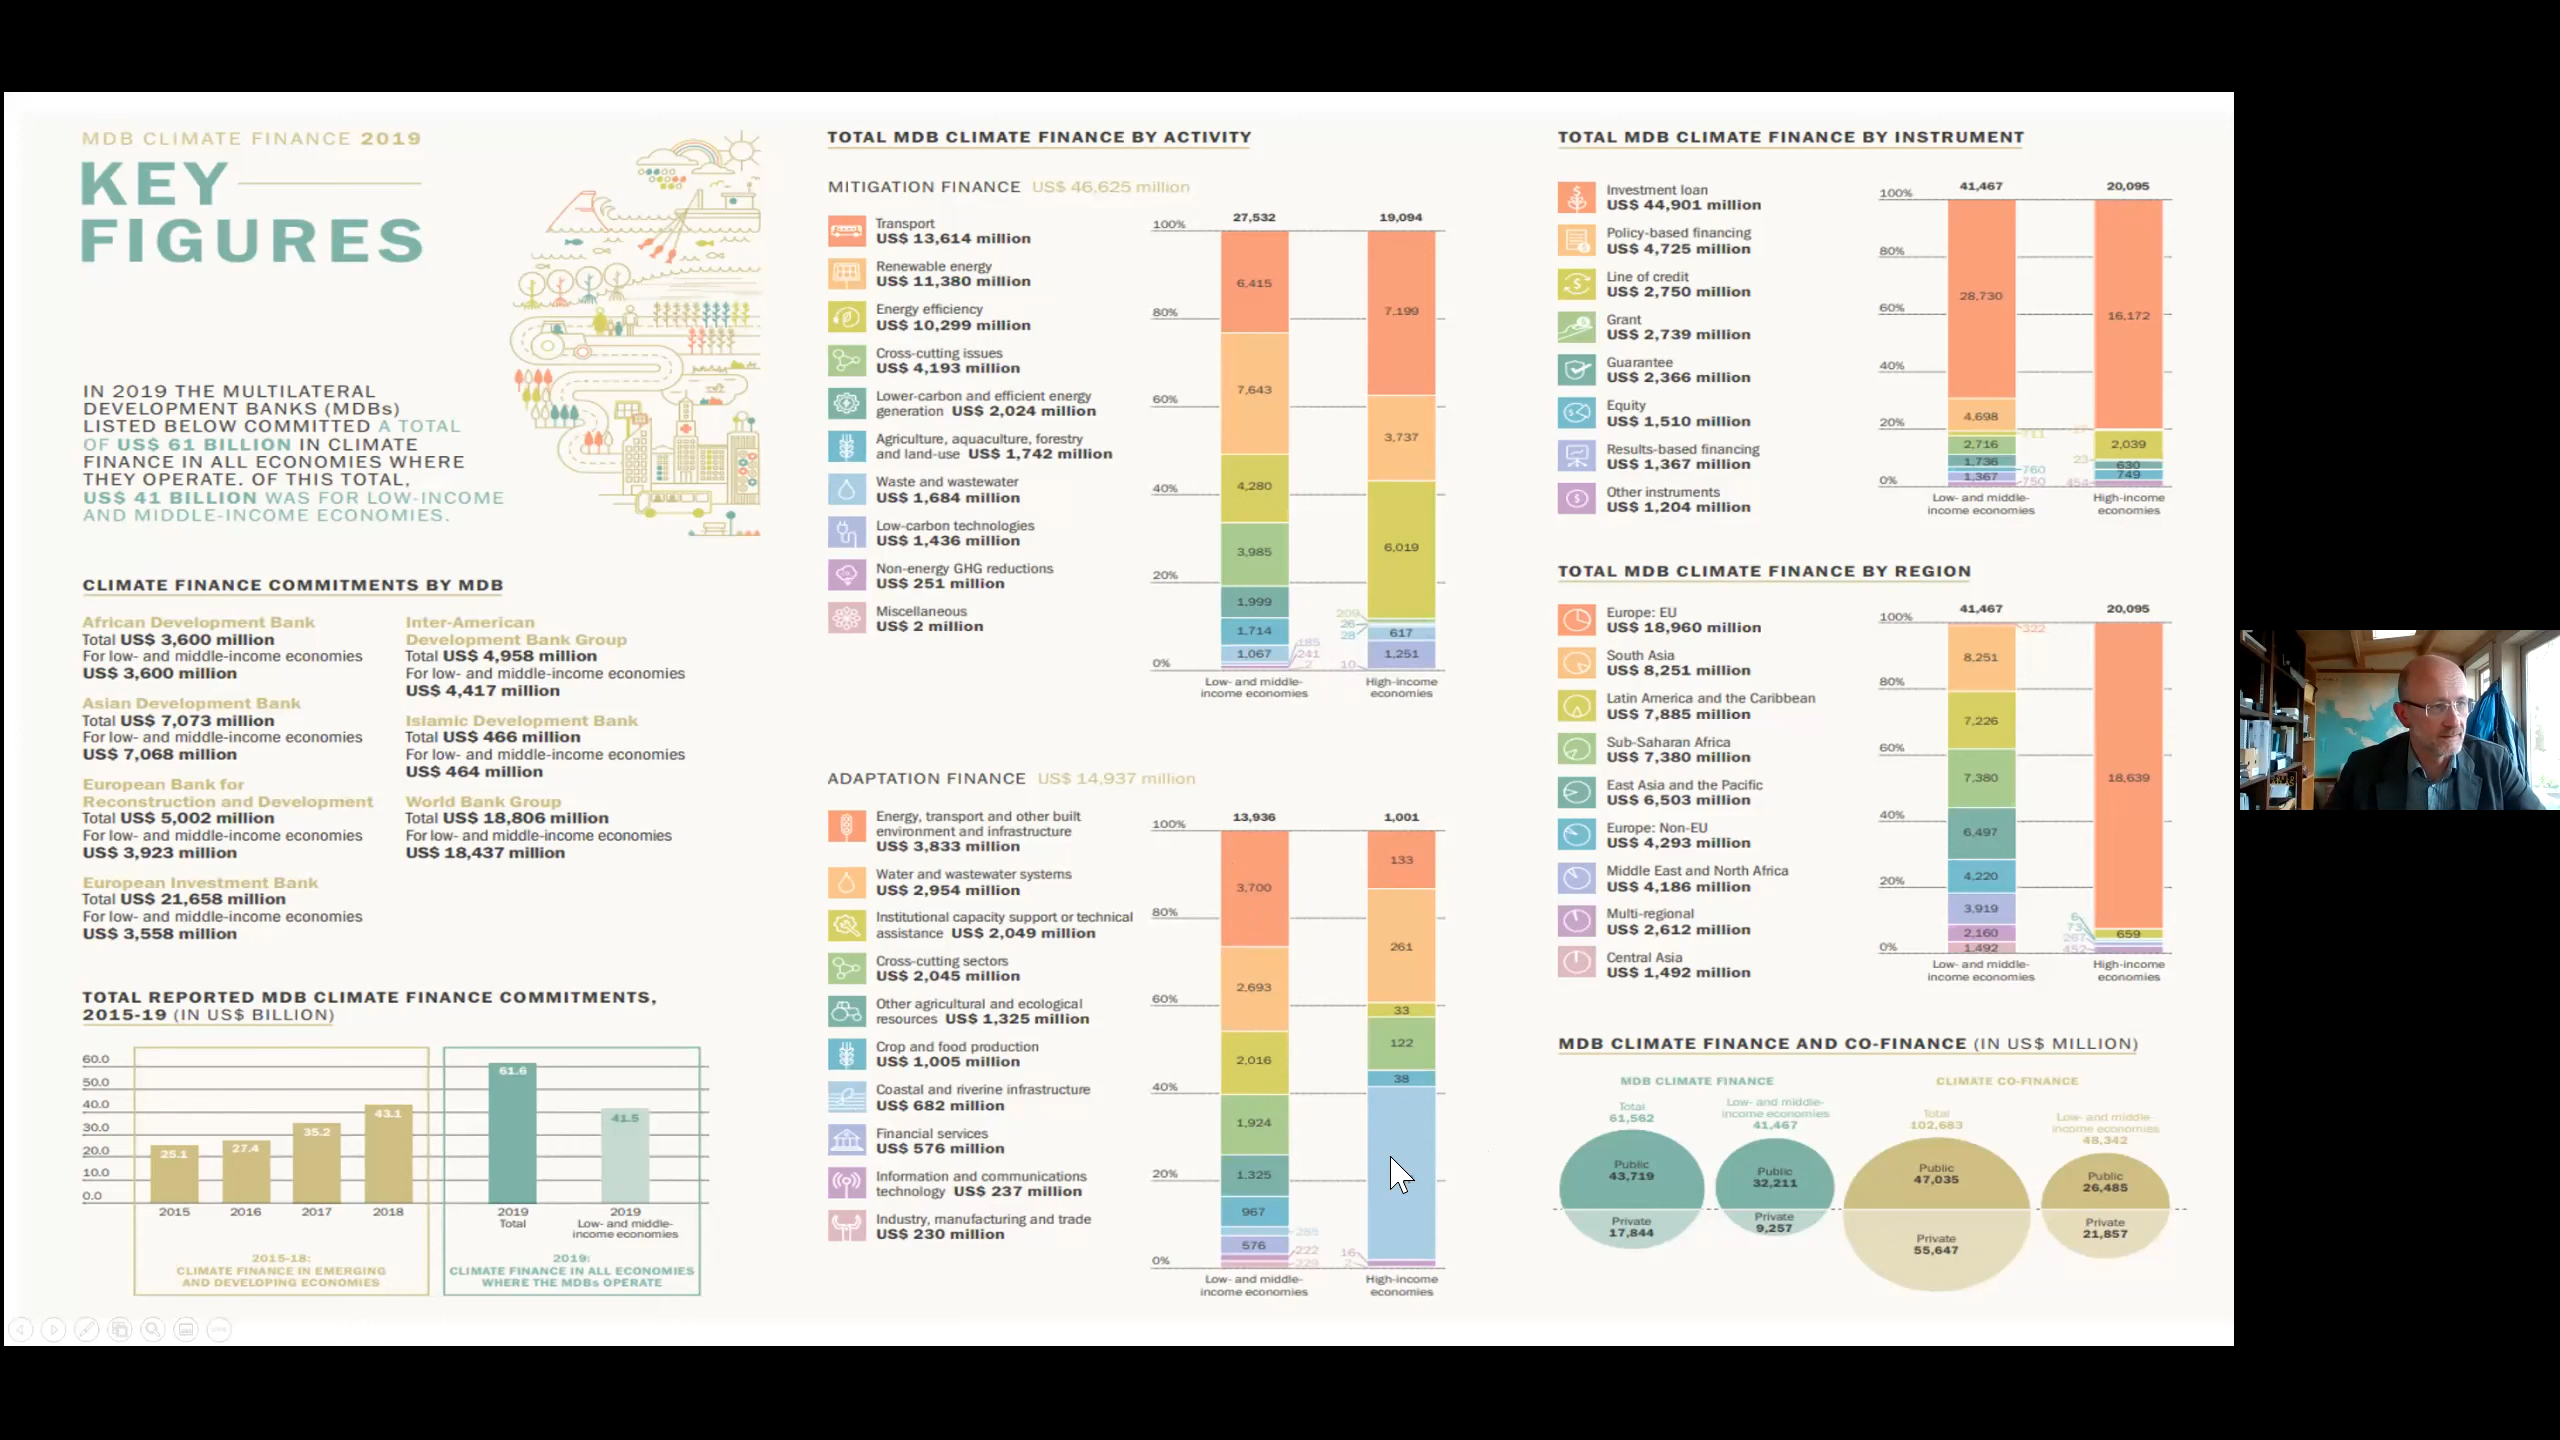 MDB CLIMATE FINANCE 2019
KEY
FIGURES
IN 2019 THE MULTILATERAL
DEVELOPMENT BANKS (MDBs)
LISTED BELOW COMMITTED A TOTAL
OF US$ 61 BILLION IN CLIMATE
FINANCE IN ALL ECONOMIES WHERE
THEY OPERATE. OF THIS TOTAL,
US$ 41 BILLION WAS FOR LOW-INCOME
AND MIDDLE-INCOME ECONOMIES.
CLIMATE FINANCE COMMITMENTS BY MDB
African Development Bank
Total US$ 3,600 million
For low- and middle-income economies
US$ 3,600 million
Asian Development Bank
Total US$ 7,073 million
For low- and middle-income economies
US$ 7,068 million
European Bank for
Reconstruction and Development
Total US$ 5,002 million
For low- and middle-income economies
US$ 3,923 million
European Investment Bank
Total US$ 21,658 million
For low- and middle-income economies
US$ 3,558 million
Inter-American
Development Bank Group
Total US$ 4,958 million
For low- and middle-income economies
US$ 4,417 million
Islamic Development Bank
Total US$ 466 million
For low- and middle-income economies
US$ 464 million
World Bank Group
Total US$ 18,806 million
For low- and middle-income economies
US$ 18,437 million
TOTAL REPORTED MDB CLIMATE FINANCE COMMITMENTS,
2015-19 (IN US$ BILLION)
60.0
50.0
40.0
30.0
20.0
10.0
0.0
25.1
27.4
35.2
43.1
61.6
41.5
2015
2016
2017
2018
2019
Total
2019
Low- and middle-
income economies
2015-18:
CLIMATE FINANCE IN EMERGING
AND DEVELOPING ECONOMIES
2019:
CLIMATE FINANCE IN ALL ECONOMIES
WHERE THE MDBs OPERATE
TOTAL MDB CLIMATE FINANCE BY ACTIVITY
MITIGATION FINANCE US$ 46,625 million
Transport
US$ 13,614 million
Renewable energy
US$ 11,380 million
Energy efficiency
US$ 10,299 million
Cross-cutting issues
US$ 4,193 million
Lower-carbon and efficient energy
generation US$ 2,024 million
Agriculture, aquaculture, forestry
and land-use US$ 1,742 million
Waste and wastewater
US$ 1,684 million
Low-carbon technologies
US$ 1,436 million
Non-energy GHG reductions
US$ 251 million
Miscellaneous
US$ 2 million
100%
80%
60%
40%
20%
0%
27,532
6,415
7,643
4,280
3,985
1,999
1,714
1,067
185
241
2
Low- and middle-
income economies
19,094
7,199
3,737
6,019
209
26
28
617
1,251
10
High-income
economies
ADAPTATION FINANCE US$ 14,937 million
Energy, transport and other built
environment and infrastructure
US$ 3,833 million
Water and wastewater systems
US$ 2,954 million
Institutional capacity support or technical
assistance US$ 2,049 million
Cross-cutting sectors
US$ 2,045 million
Other agricultural and ecological
resources US$ 1,325 million
Crop and food production
US$ 1,005 million
Coastal and riverine infrastructure
US$ 682 million
Financial services
US$ 576 million
Information and communications
technology US$ 237 million
Industry, manufacturing and trade
US$ 230 million
100%
80%
60%
40%
20%
0%
13,936
3,700
2,693
2,016
1,924
1,325
967
576
222
229
Low- and middle-
income economies
1,001
133
261
33
122
38
16
High-income
economies
TOTAL MDB CLIMATE FINANCE BY INSTRUMENT
Investment loan
US$ 44,901 million
Policy-based financing
US$ 4,725 million
Line of credit
US$ 2,750 million
Grant
US$ 2,739 million
Guarantee
US$ 2,366 million
Equity
US$ 1,510 million
Results-based financing
US$ 1,367 million
Other instruments
US$ 1,204 million
100%
80%
60%
40%
20%
0%
41,467
28,730
4,698
711
2,716
1,736
760
1,367
750
Low- and middle-
income economies
20,095
16,172
2,039
23
630
749
454
High-income
economies
TOTAL MDB CLIMATE FINANCE BY REGION
Europe: EU
US$ 18,960 million
South Asia
US$ 8,251 million
Latin America and the Caribbean
US$ 7,885 million
Sub-Saharan Africa
US$ 7,380 million
East Asia and the Pacific
US$ 6,503 million
Europe: Non-EU
US$ 4,293 million
Middle East and North Africa
US$ 4,186 million
Multi-regional
US$ 2,612 million
Central Asia
US$ 1,492 million
100%
80%
60%
40%
20%
0%
41,467
322
8,251
7,226
7,380
6,497
4,220
3,919
2,160
1,492
Low- and middle-
income economies
20,095
18,639
659
6
73
267
452
High-income
economies
MDB CLIMATE FINANCE AND CO-FINANCE (IN US$ MILLION)
MDB CLIMATE FINANCE
CLIMATE CO-FINANCE
Total
61,562
Public
43,719
Private
17,844
Low- and middle-
income economies
41,467
Public
32,211
Private
9,257
Total
102,683
Public
47,035
Private
55,647
Low- and middle-
income economies
48,342
Public
26,485
Private
21,857